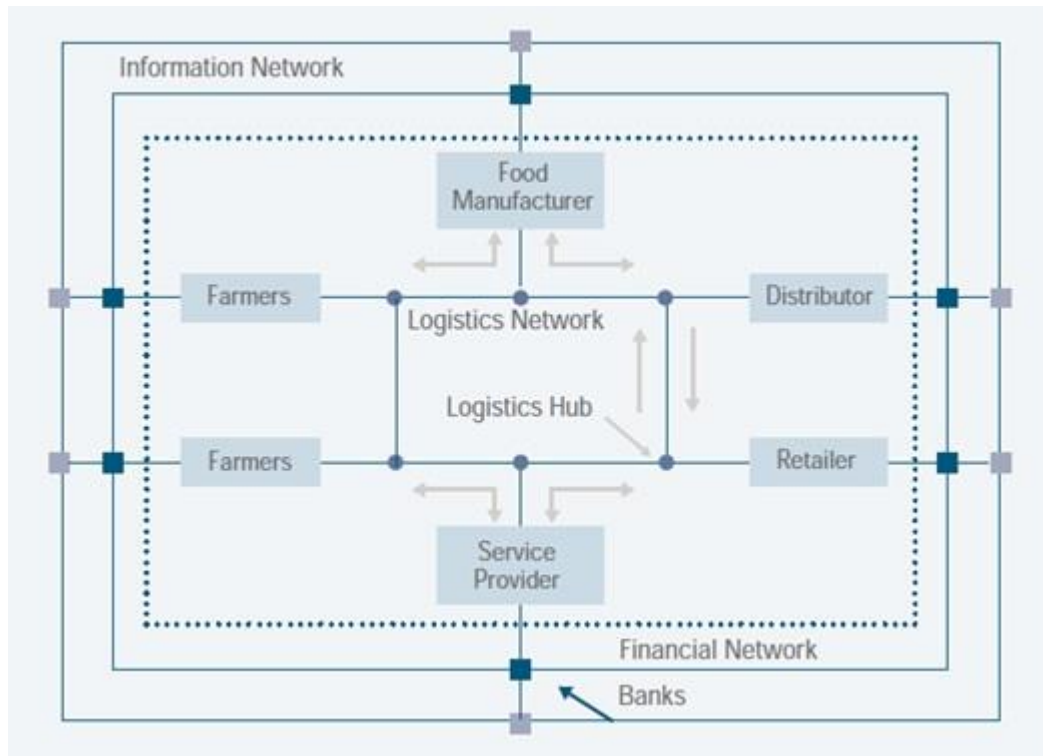 Information Network
Food
Manufacturer
Farmers
Distributor
Logistics Network
Logistics Hub
Farmers
Retailer
Service
Provider
Financial Network
Banks